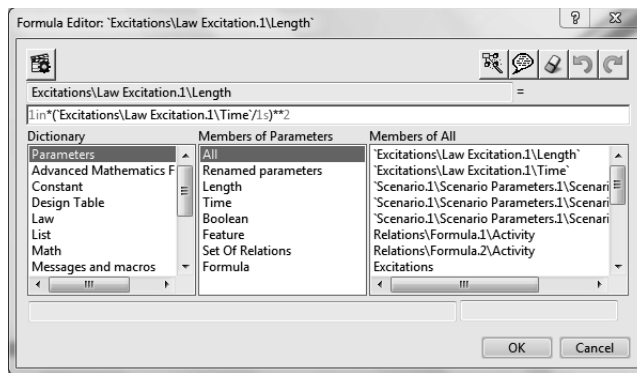 Formula Editor: `Excitations\Law Excitation.1\Length`
?
Excitations\Law Excitation.1\Length =
1in*(`Excitations\Law Excitation.1\Time`/1s)**2
Dictionary Members of Parameters Members of All
Parameters All `Excitations\Law Excitation.1\Length`
Advanced Mathematics F Renamed parameters `Excitations\Law Excitation.1\Time`
Constant Length `Scenario.1\Scenario Parameters.1\Scenari
Design Table Time `Scenario.1\Scenario Parameters.1\Scenari
Law Boolean `Scenario.1\Scenario Parameters.1\Scenari
List Feature Relations\Formula.1\Activity
Math Set Of Relations Relations\Formula.2\Activity
Messages and macros Formula Excitations
OK Cancel